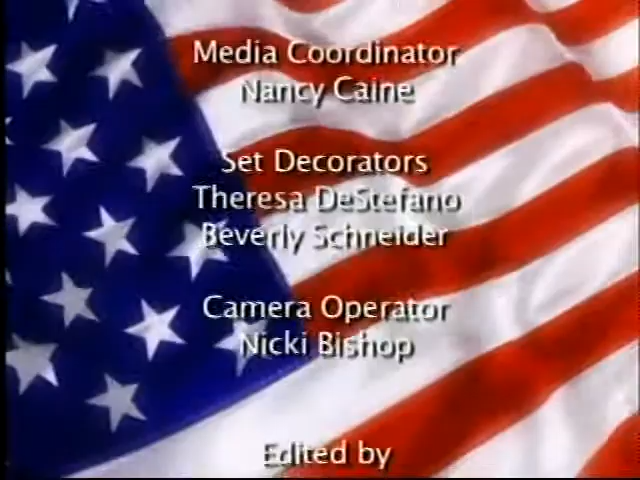 Media Coordinator
Nancy Caine
Set Decorators
Theresa DeStefano
Beverly Schneider
Camera Operator
Nicki Bishop
Edited by